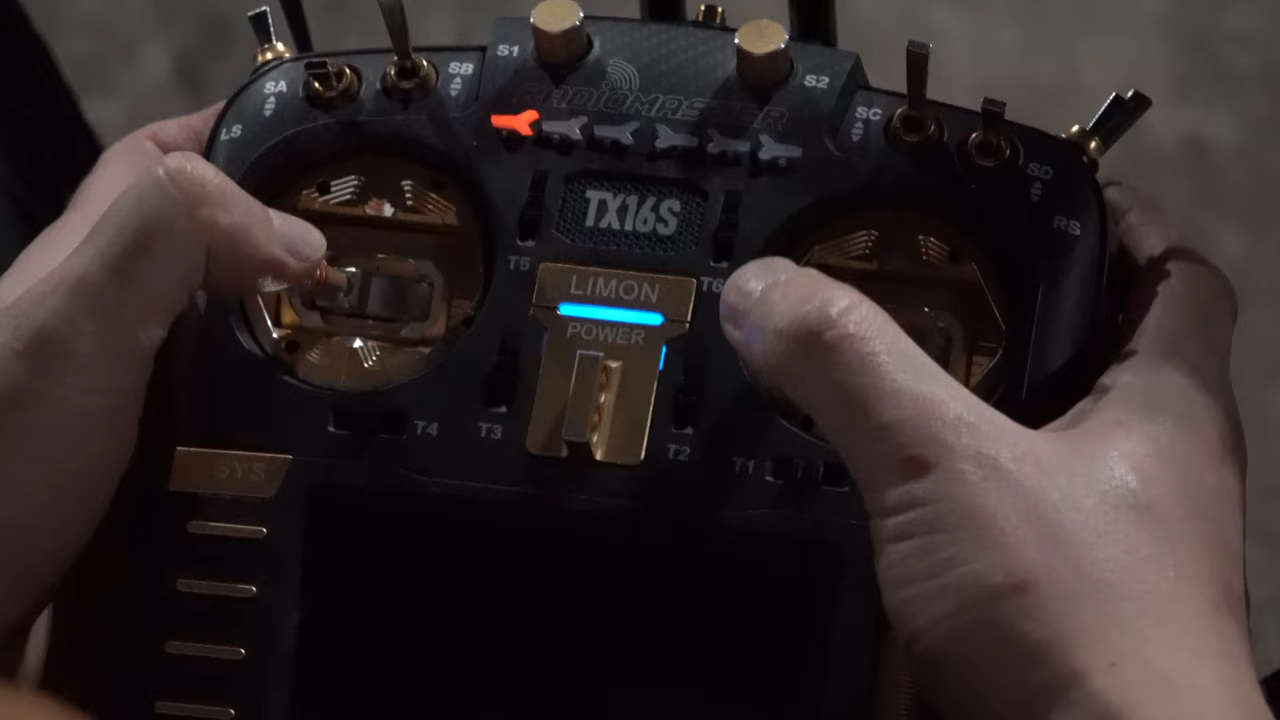 S1
S2
SA
SB
RADIOMASTER
SC
LS
SD
RS
TX16S
T5
T6
LIMON
POWER
T4
T3
T2
T1
SYS